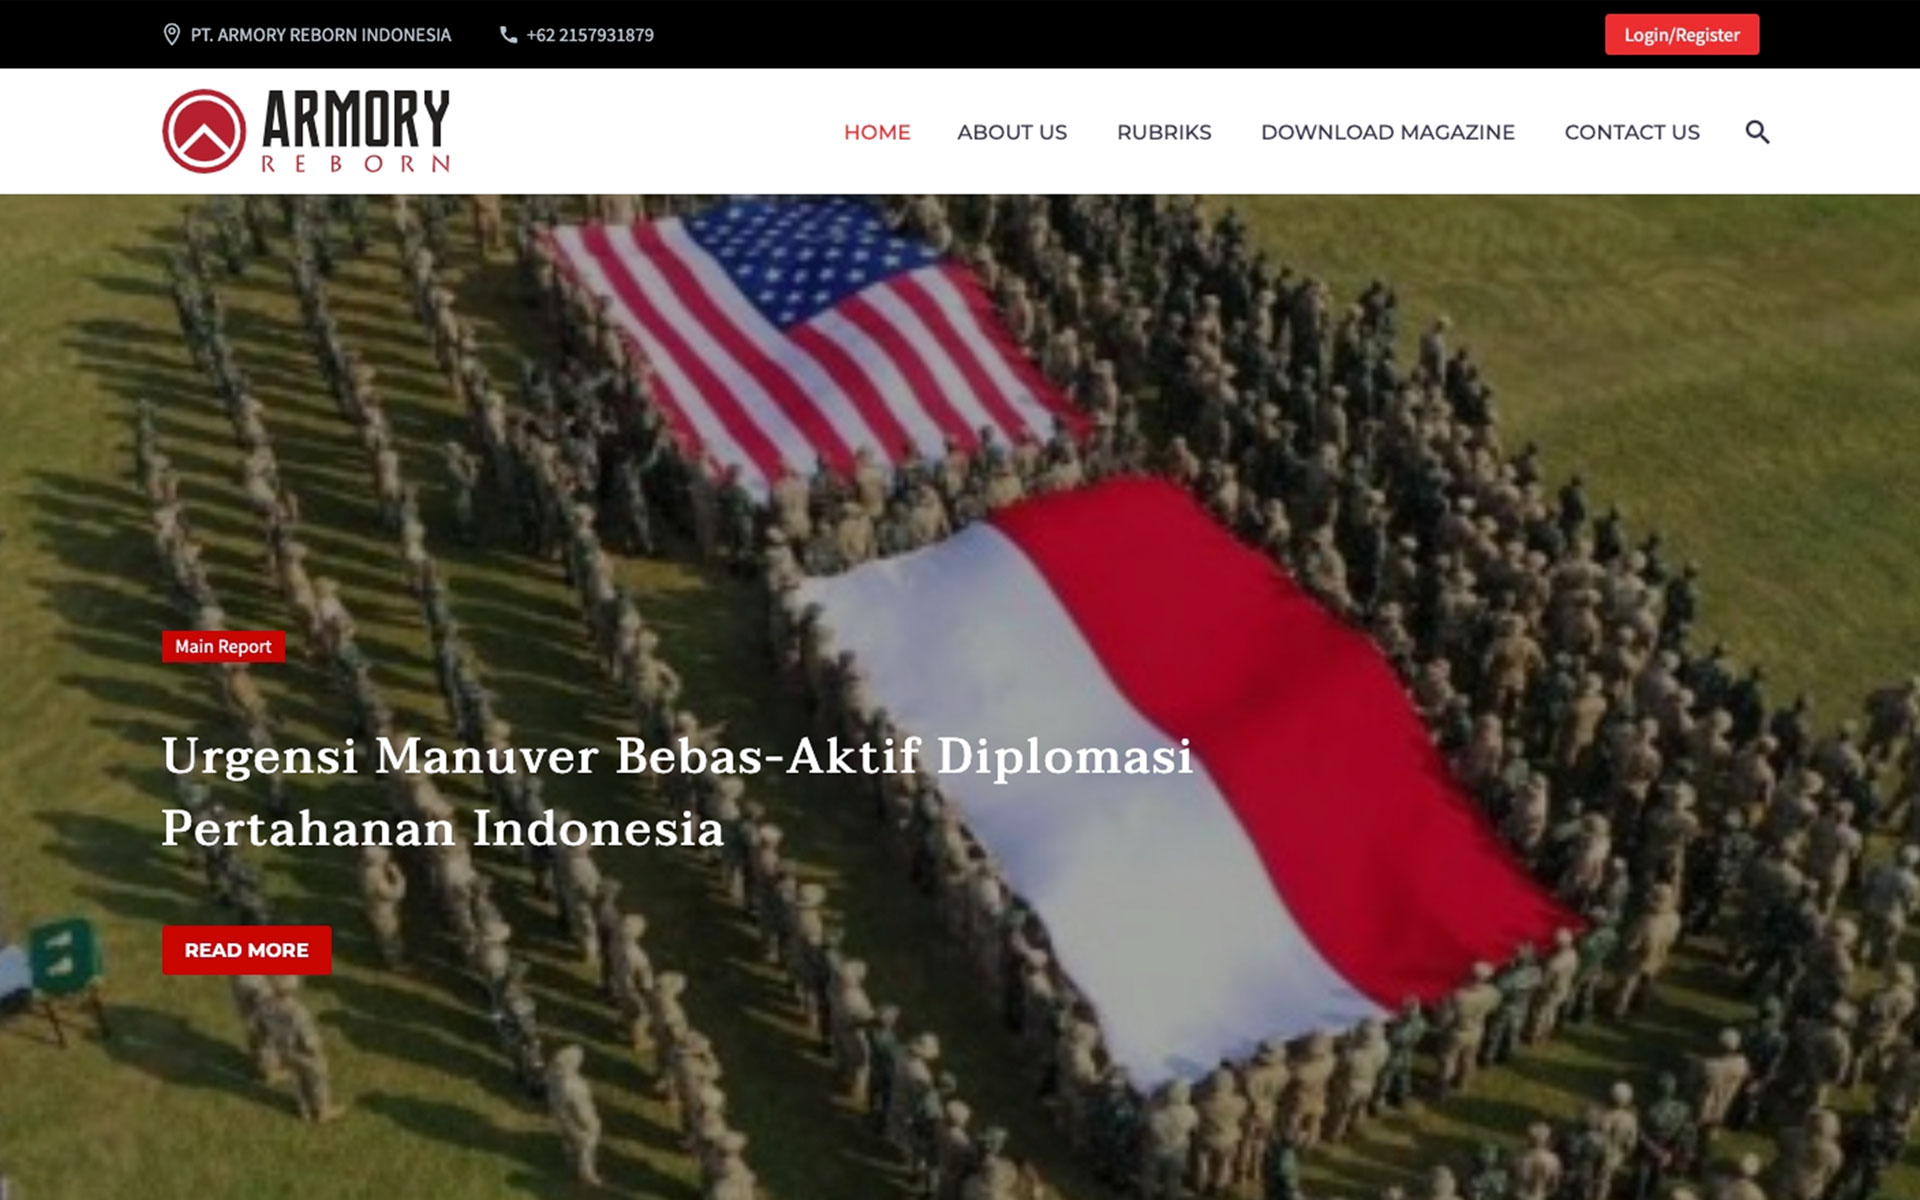 PT. ARMORY REBORN INDONESIA
+62 2157931879
Login/Register
ARMORY
REBORN
HOME
ABOUT US
RUBRIKS
DOWNLOAD MAGAZINE
CONTACT US
Main Report
Urgensi Manuver Bebas-Aktif Diplomasi
Pertahanan Indonesia
READ MORE